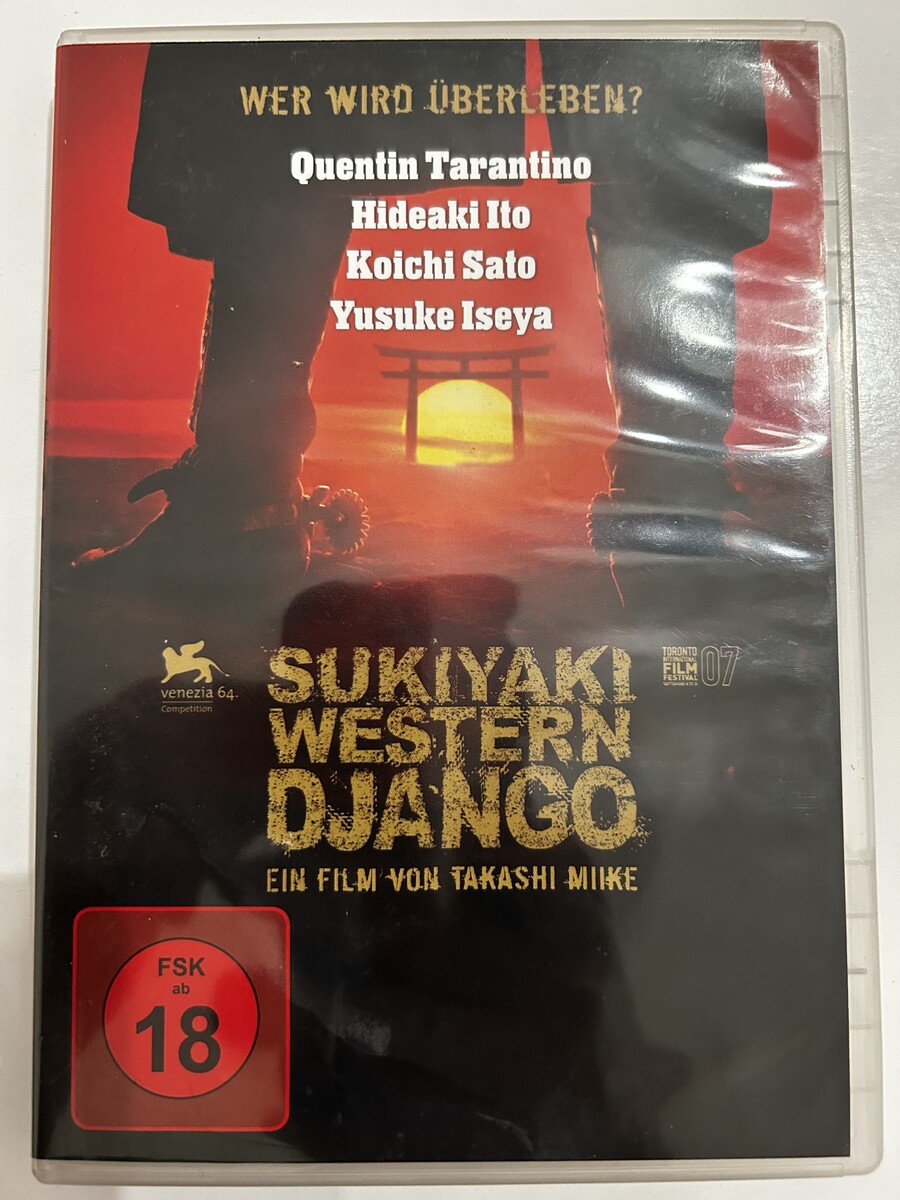 WER WIRD ÜBERLEBEN?
Quentin Tarantino
Hideaki Ito
Koichi Sato
Yusuke Iseya
venezia 64.
Competition
TORONTO
INTERNATIONAL
FILM
FESTIVAL
07
SUKIYAKI
WESTERN
DJANGO
EIN FILM VON TAKASHI MIIKE
FSK
ab
18